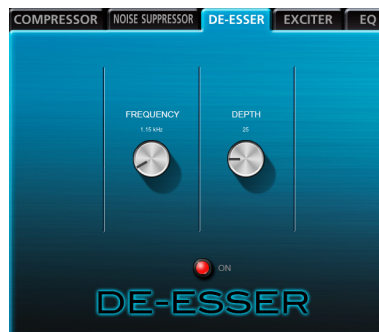 COMPRESSOR NOISE SUPPRESSOR DE-ESSER EXCITER EQ
FREQUENCY DEPTH
1.15 kHz 25
ON
DE-ESSER